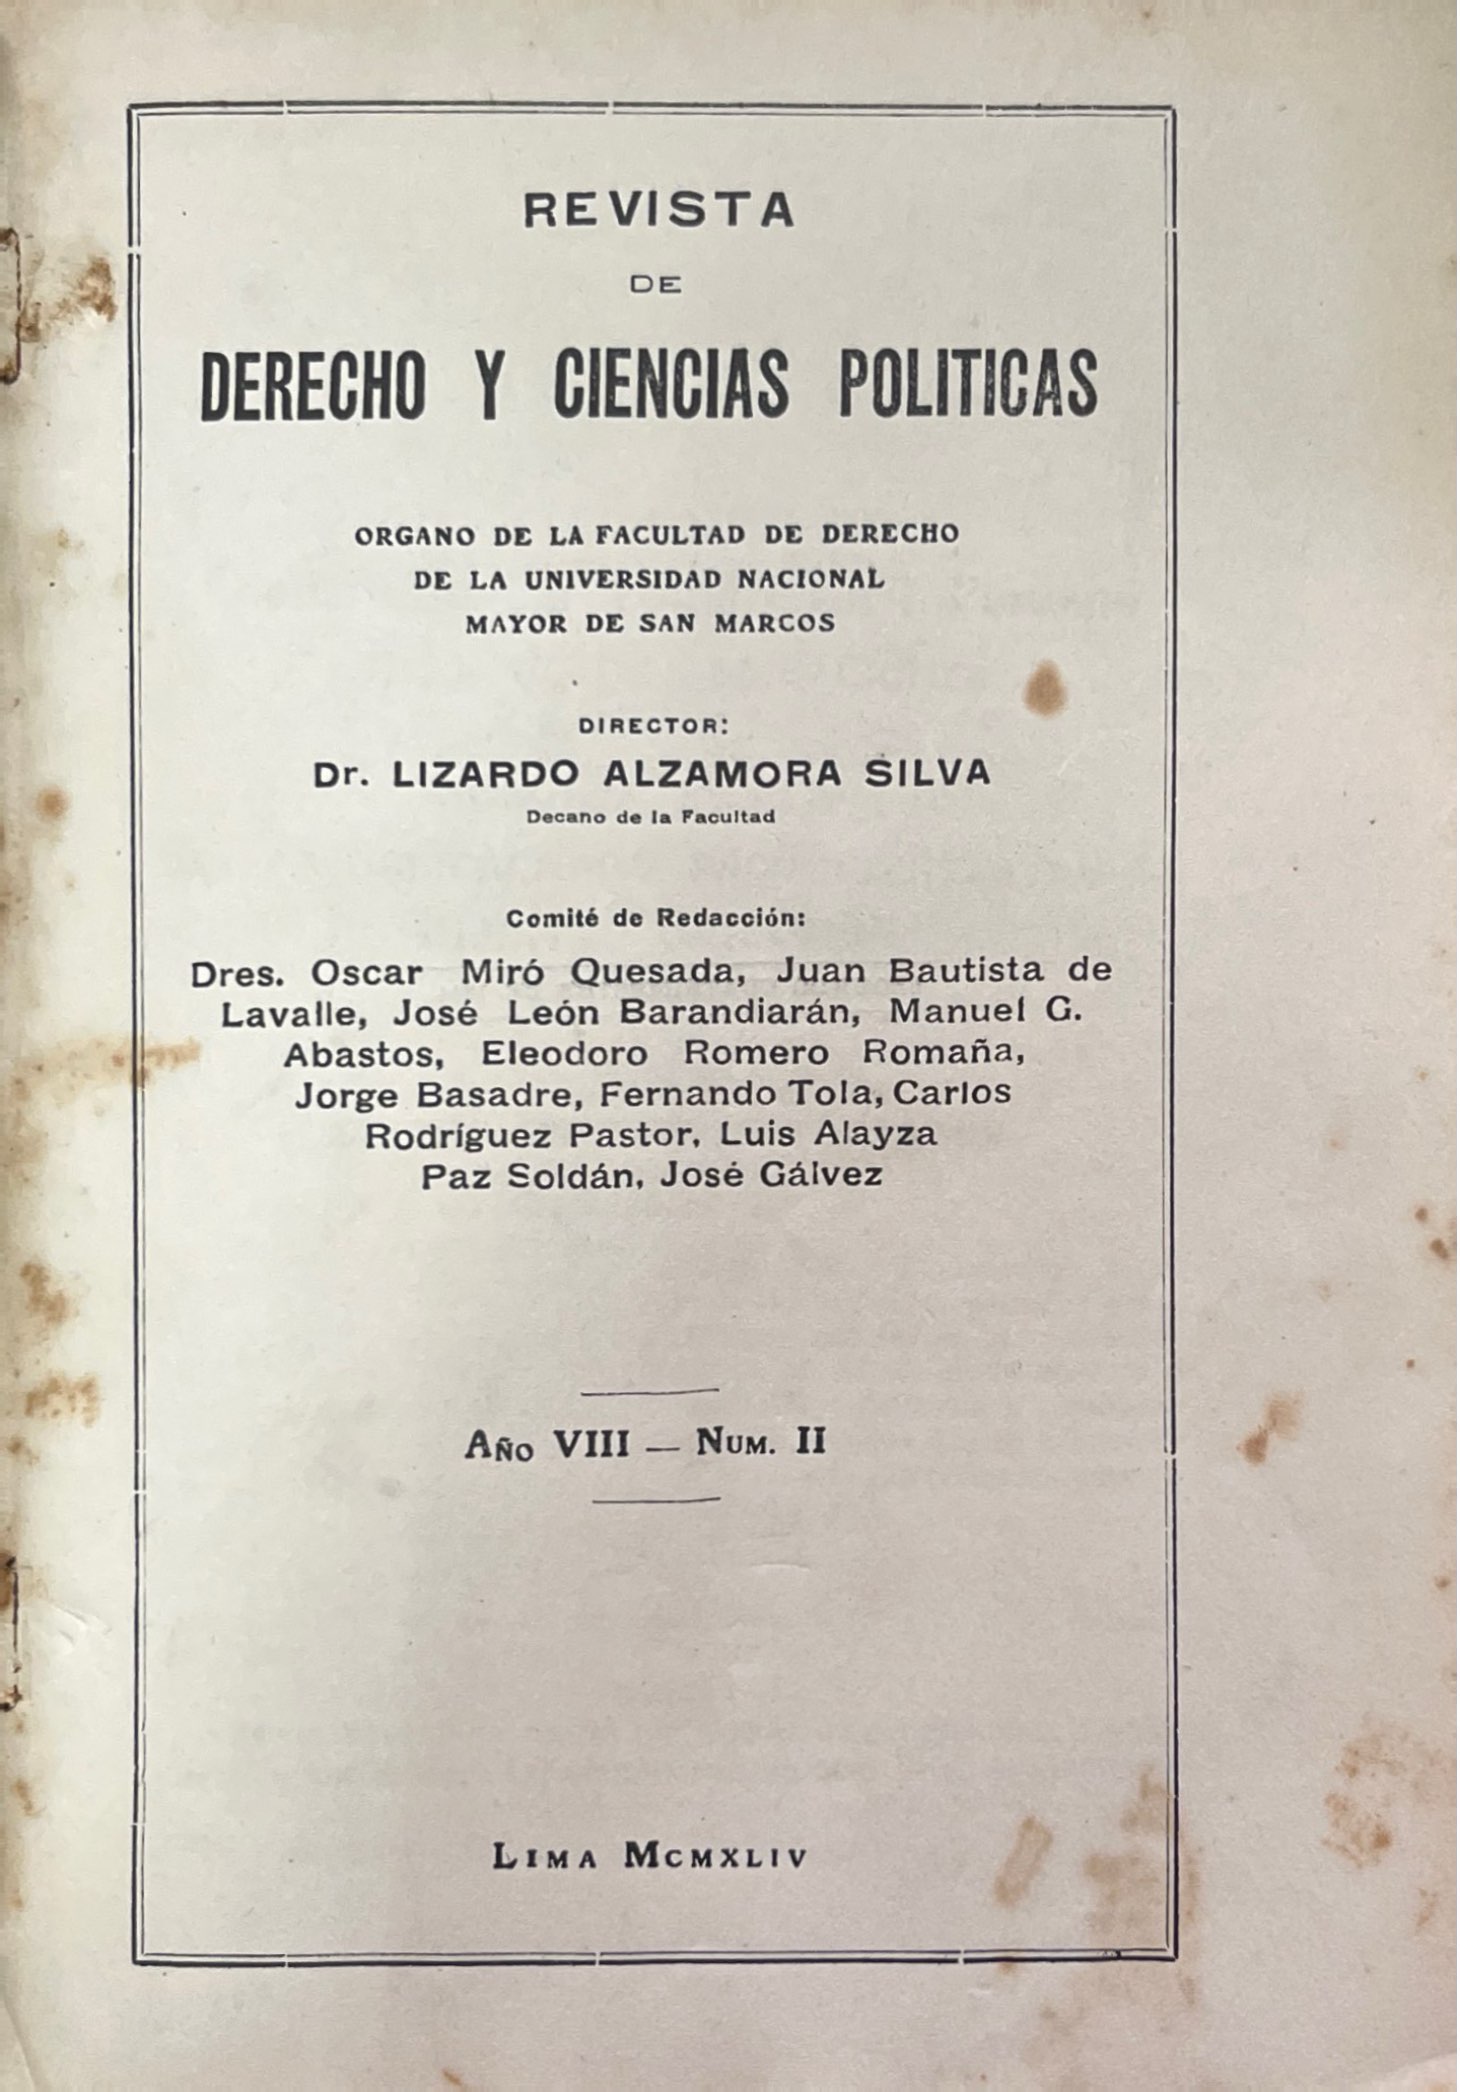 REVISTA
DE
DERECHO Y CIENCIAS POLITICAS
ORGANO DE LA FACULTAD DE DERECHO
DE LA UNIVERSIDAD NACIONAL
MAYOR DE SAN MARCOS
DIRECTOR:
Dr. LIZARDO ALZAMORA SILVA
Decano de la Facultad
Comité de Redacción:
Dres. Oscar Miró Quesada, Juan Bautista de
Lavalle, José León Barandiarán, Manuel G.
Abastos, Eleodoro Romero Romaña,
Jorge Basadre, Fernando Tola, Carlos
Rodríguez Pastor, Luis Alayza
Paz Soldán, José Gálvez
AÑO VIII — NUM. II
LIMA MCMXLIV